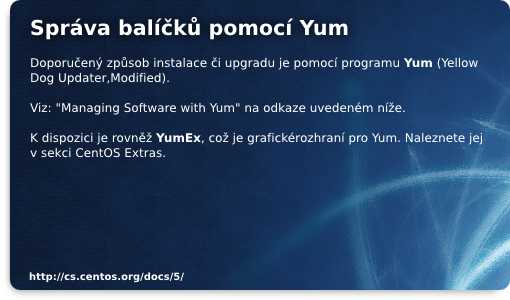 Správa balíčků pomocí Yum
Doporučený způsob instalace či upgradu je pomocí programu Yum (Yellow
Dog Updater,Modified).
Viz: "Managing Software with Yum" na odkaze uvedeném níže.
K dispozici je rovněž YumEx, což je grafickérozhraní pro Yum. Naleznete jej
v sekci CentOS Extras.
http://cs.centos.org/docs/5/